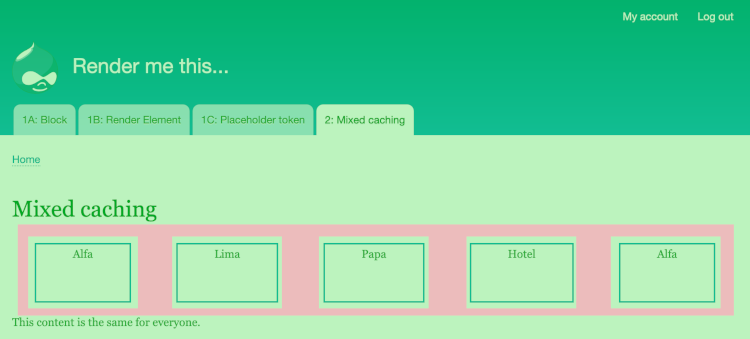 My account Log out
Render me this...
1A: Block 1B: Render Element 1C: Placeholder token 2: Mixed caching
Home
Mixed caching
Alfa Lima Papa Hotel Alfa
This content is the same for everyone.